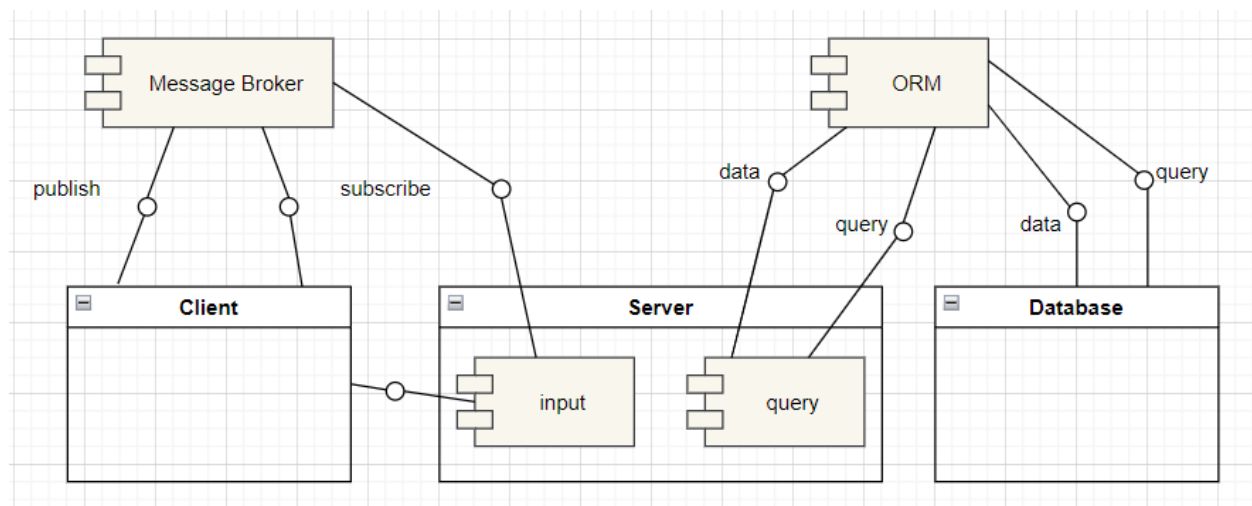 Message Broker
ORM
publish
subscribe
data
query
query
data
Client
Server
Database
input
query